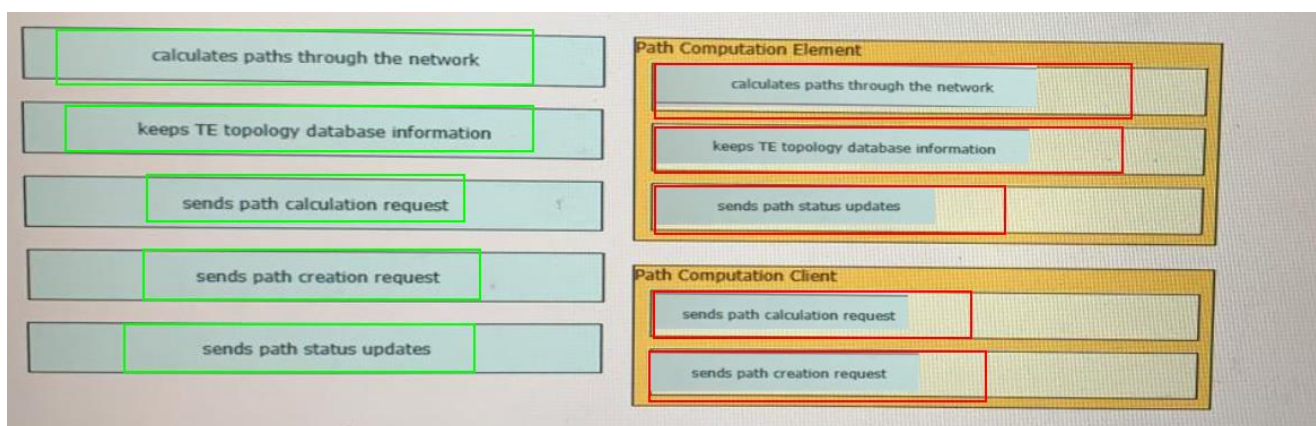 calculates paths through the network
keeps TE topology database information
sends path calculation request
sends path creation request
sends path status updates
Path Computation Element
calculates paths through the network
keeps TE topology database information
sends path status updates
Path Computation Client
sends path calculation request
sends path creation request